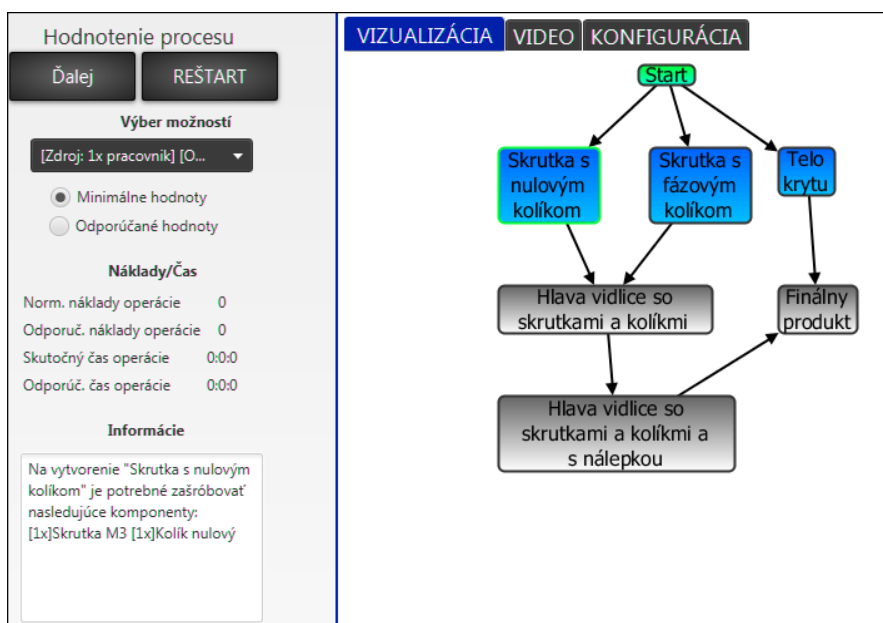 Hodnotenie procesu
Ďalej
REŠTART
Výber možností
[Zdroj: 1x pracovnik] [O...
Minimálne hodnoty
Odporúčané hodnoty
Náklady/Čas
Norm. náklady operácie 0
Odporuč. náklady operácie 0
Skutočný čas operácie 0:0:0
Odporúč. čas operácie 0:0:0
Informácie
Na vytvorenie "Skrutka s nulovým
kolíkom" je potrebné zašróbovať
nasledujúce komponenty:
[1x]Skrutka M3 [1x]Kolík nulový
VIZUALIZÁCIA
VIDEO
KONFIGURÁCIA
Start
Skrutka s
nulovým
kolíkom
Skrutka s
fázovým
kolíkom
Telo
krytu
Hlava vidlice so
skrutkami a kolíkmi
Finálny
produkt
Hlava vidlice so
skrutkami a kolíkmi a
s nálepkou